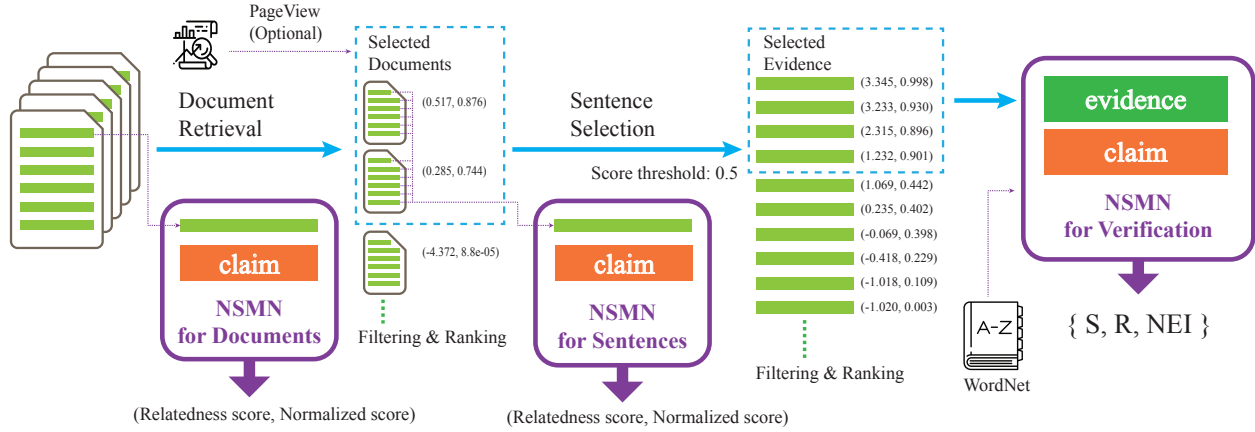 PageView
(Optional)
Document
Retrieval
claim
NSMN
for Documents
(Relatedness score, Normalized score)
Selected
Documents
(0.517, 0.876)
(0.285, 0.744)
(-4.372, 8.8e-05)
Filtering & Ranking
Sentence
Selection
Score threshold: 0.5
claim
NSMN
for Sentences
(Relatedness score, Normalized score)
Selected
Evidence
(3.345, 0.998)
(3.233, 0.930)
(2.315, 0.896)
(1.232, 0.901)
(1.069, 0.442)
(0.235, 0.402)
(-0.069, 0.398)
(-0.418, 0.229)
(-1.018, 0.109)
(-1.020, 0.003)
Filtering & Ranking
evidence
claim
NSMN
for Verification
{ S, R, NEI }
A-Z
WordNet